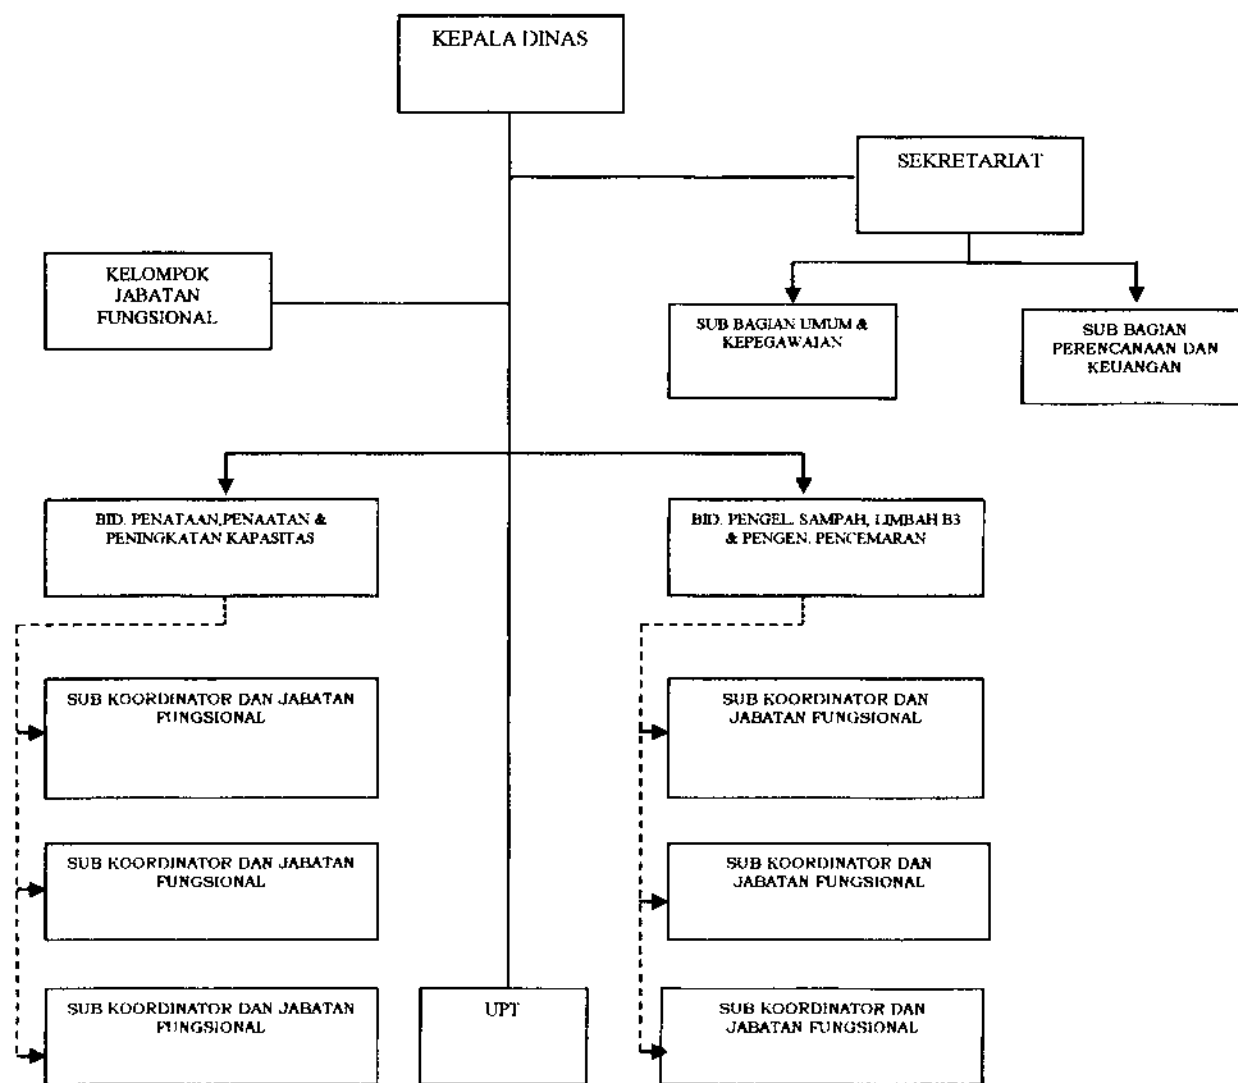 KEPALA DINAS
SEKRETARIAT
KELOMPOK
JABATAN
FUNGSIONAL
SUB BAGIAN UMUM &
KEPEGAWAIAN
SUB BAGIAN
PERENCANAAN DAN
KEUANGAN
BID. PENATAAN,PENAATAN &
PENINGKATAN KAPASITAS
BID. PENGEL. SAMPAH, LIMBAH B3
& PENGEN. PENCEMARAN
SUB KOORDINATOR DAN JABATAN
FUNGSIONAL
SUB KOORDINATOR DAN
JABATAN FUNGSIONAL
SUB KOORDINATOR DAN JABATAN
FUNGSIONAL
SUB KOORDINATOR DAN
JABATAN FUNGSIONAL
SUB KOORDINATOR DAN JABATAN
FUNGSIONAL
UPT
SUB KOORDINATOR DAN
JABATAN FUNGSIONAL